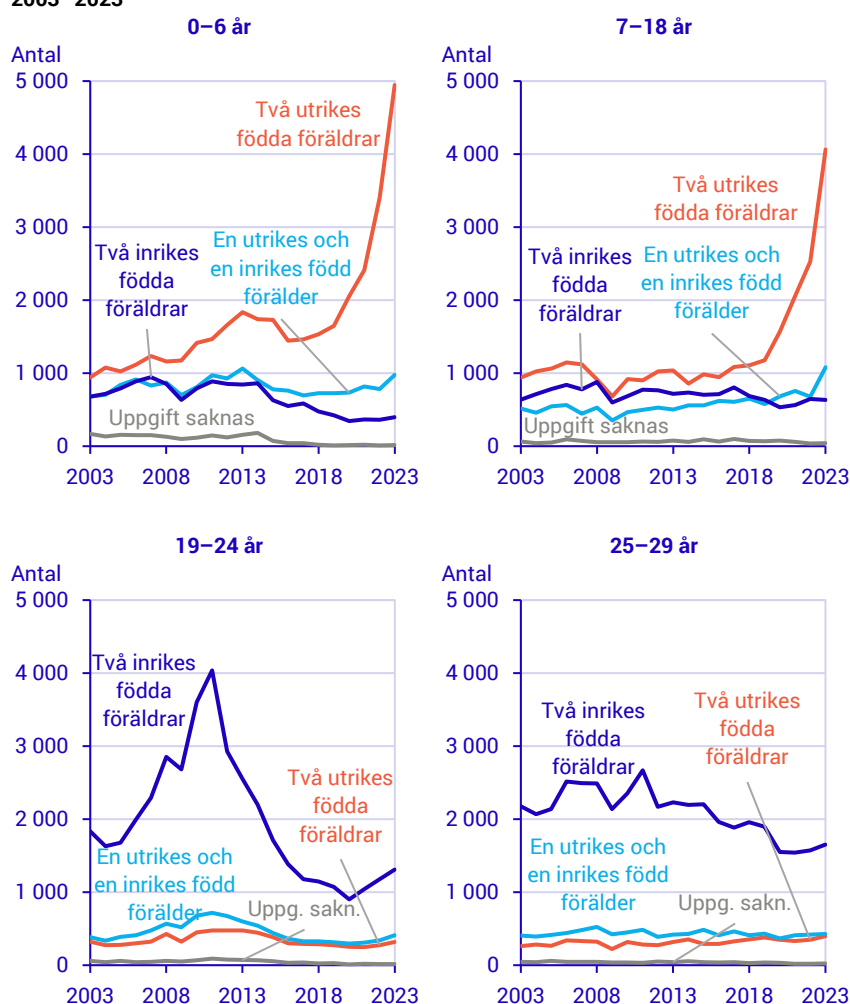 2003–2023
0–6 år
Antal
5 000
4 000
3 000
2 000
1 000
0
Två utrikes
födda föräldrar
Två inrikes
födda
föräldrar
En utrikes och
en inrikes född
förälder
Uppgift saknas
2003 2008 2013 2018 2023
7–18 år
Antal
5 000
4 000
3 000
2 000
1 000
0
Två utrikes
födda föräldrar
Två inrikes
födda
föräldrar
En utrikes och
en inrikes född
förälder
Uppgift saknas
2003 2008 2013 2018 2023
19–24 år
Antal
5 000
4 000
3 000
2 000
1 000
0
Två inrikes
födda
föräldrar
Två utrikes
födda
föräldrar
En utrikes och
en inrikes född
förälder
Uppg. sakn.
2003 2008 2013 2018 2023
25–29 år
Antal
5 000
4 000
3 000
2 000
1 000
0
Två inrikes
födda
föräldrar
Två utrikes
födda
föräldrar
En utrikes och
en inrikes född
förälder
Uppg. sakn.
2003 2008 2013 2018 2023